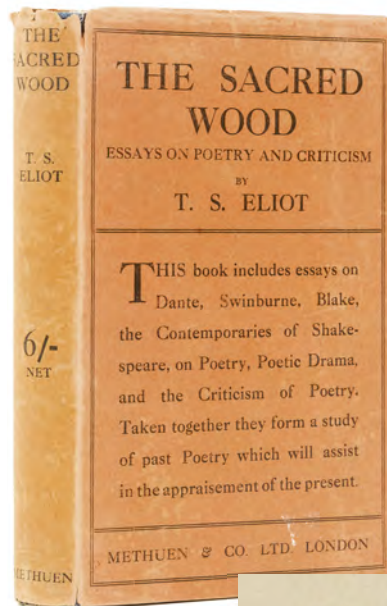 THE
SACRED
WOOD
T. S.
ELIOT
6/-
NET
METHUEN
THE SACRED
WOOD
ESSAYS ON POETRY AND CRITICISM
BY
T. S. ELIOT
THIS book includes essays on
Dante, Swinburne, Blake,
the Contemporaries of Shake-
speare, on Poetry, Poetic Drama,
and the Criticism of Poetry.
Taken together they form a study
of past Poetry which will assist
in the appraisement of the present.
METHUEN & CO. LTD. LONDON